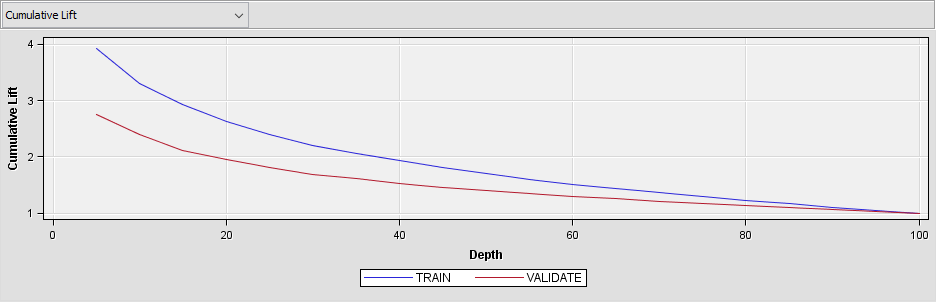 Cumulative Lift
4
3
2
1
Cumulative Lift
0 20 40 60 80 100
Depth
TRAIN VALIDATE